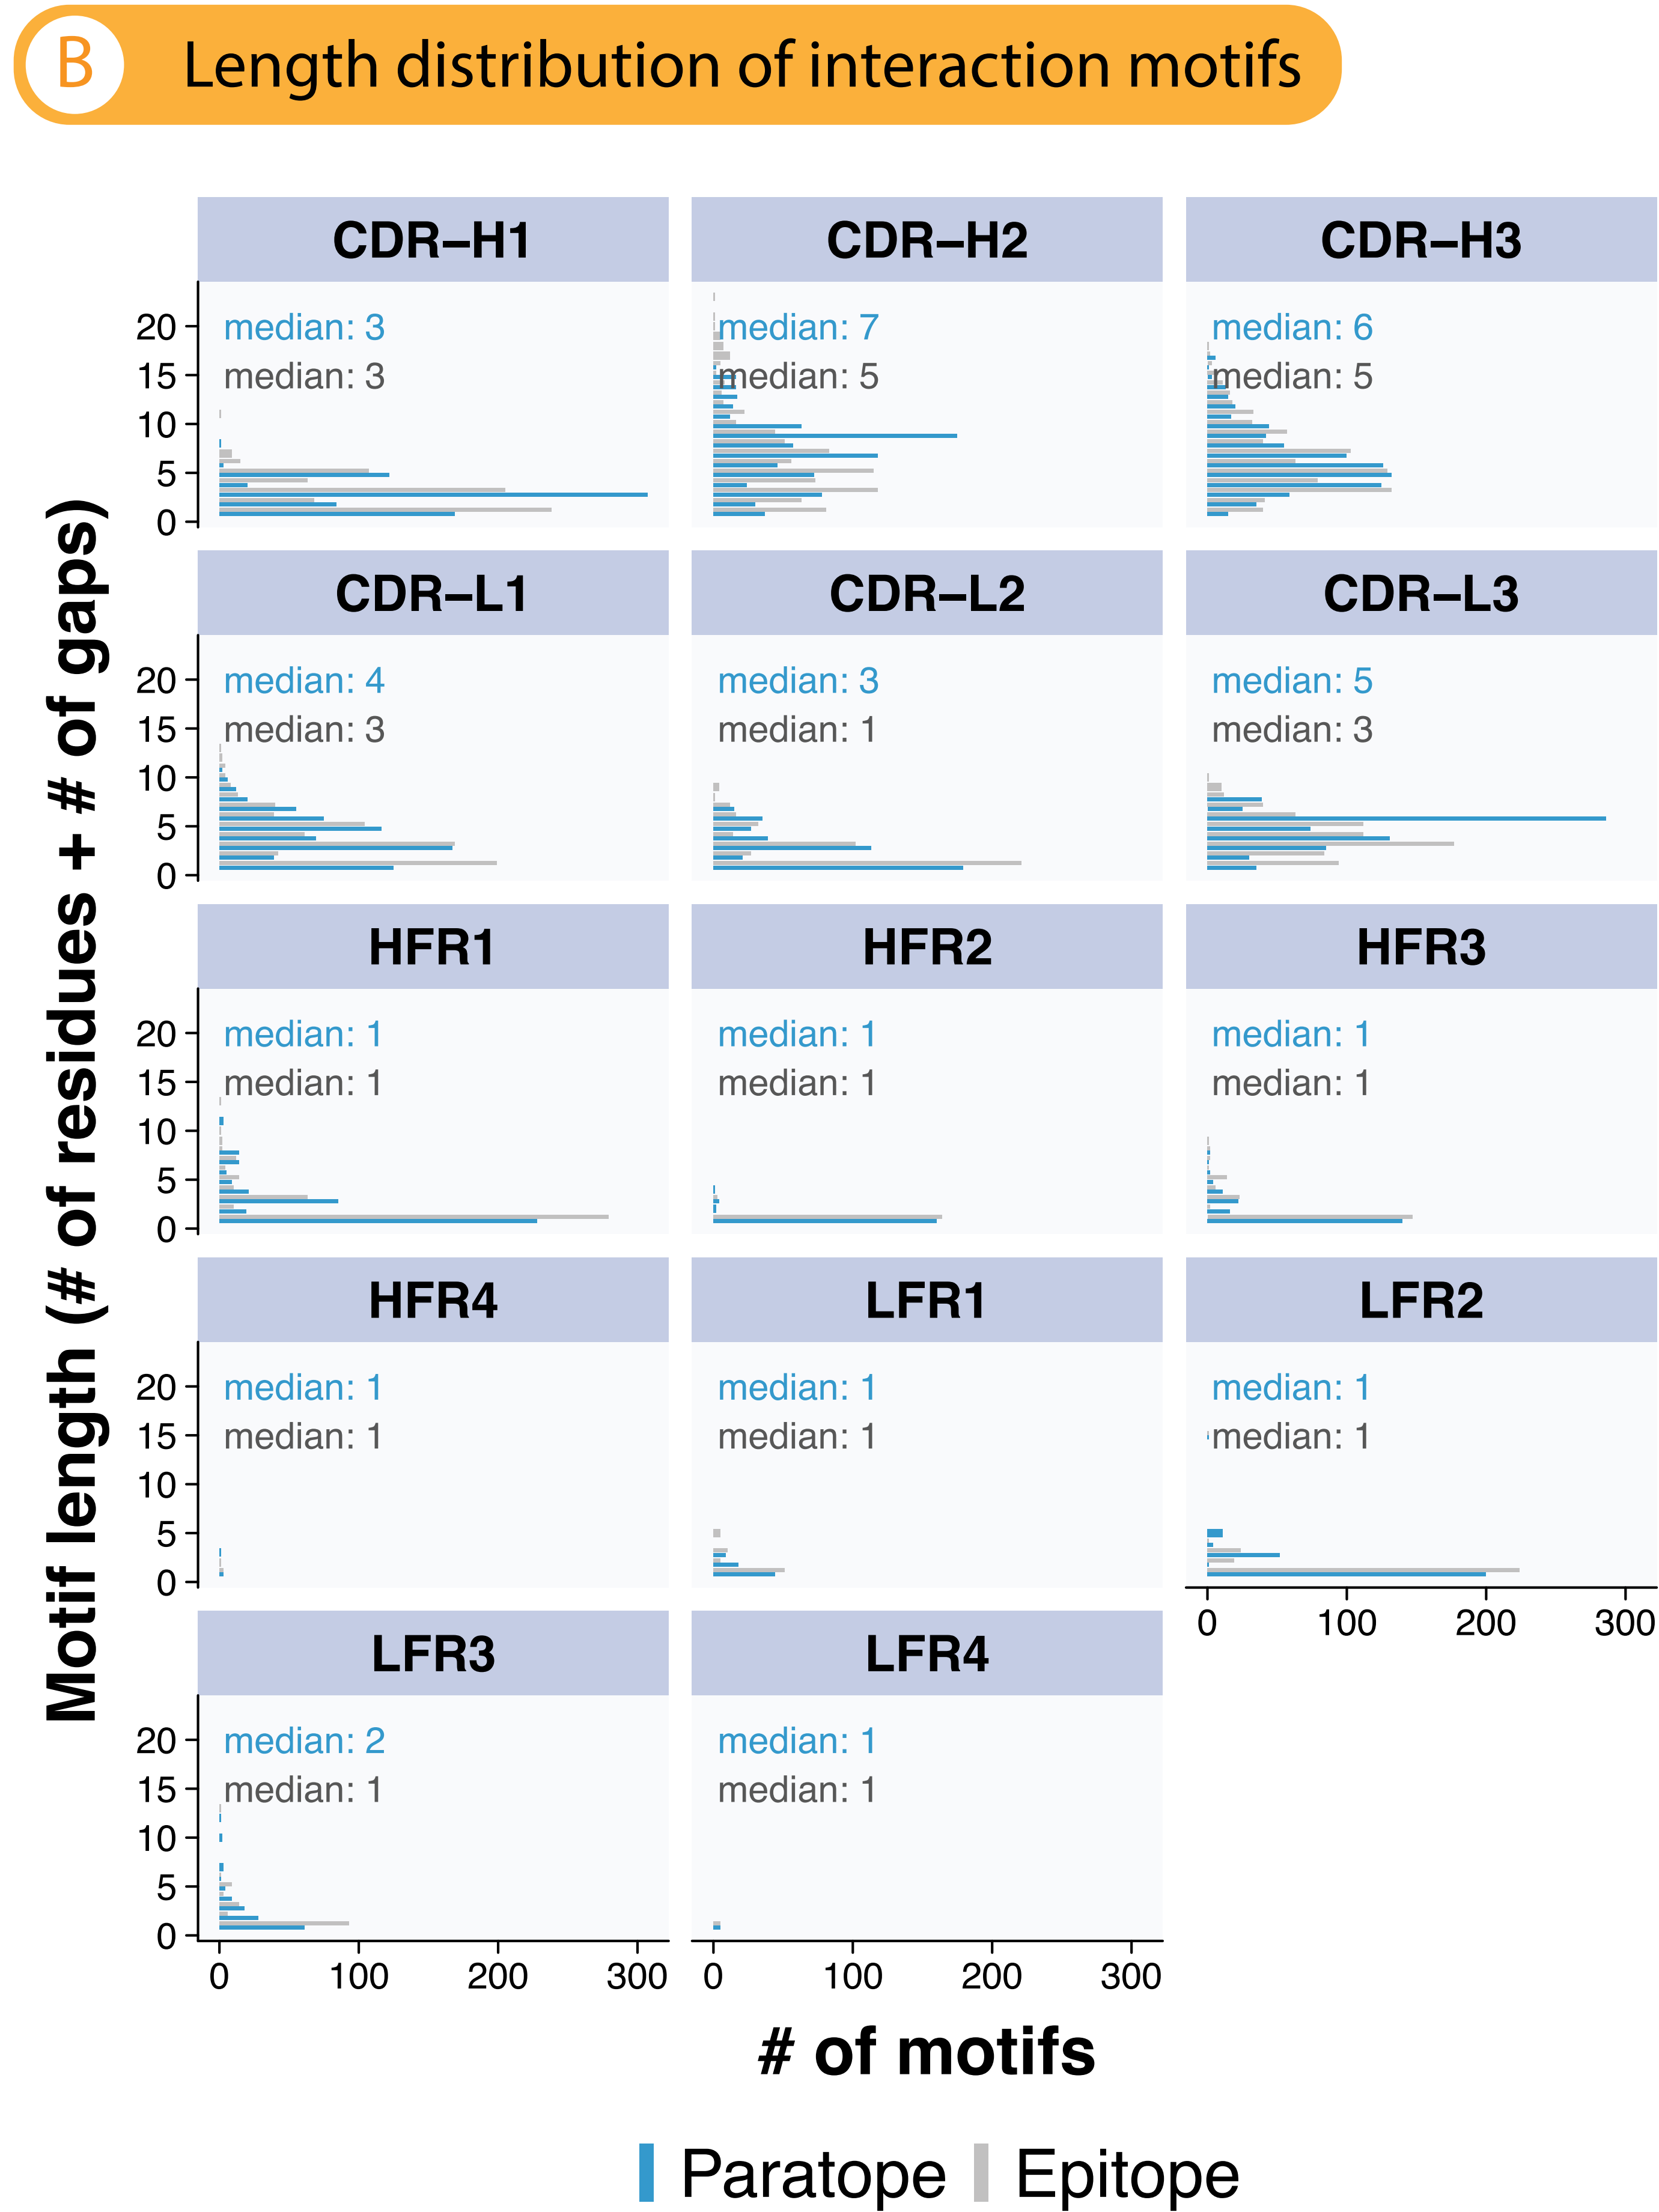 B Length distribution of interaction motifs
Motif length (# of residues + # of gaps)
CDR–H1 CDR–H2 CDR–H3
20 median: 3 median: 7 median: 6
15 median: 3 median: 5 median: 5
10
5
0
CDR–L1 CDR–L2 CDR–L3
20 median: 4 median: 3 median: 5
15 median: 3 median: 1 median: 3
10
5
0
HFR1 HFR2 HFR3
20 median: 1 median: 1 median: 1
15 median: 1 median: 1 median: 1
10
5
0
HFR4 LFR1 LFR2
20 median: 1 median: 1 median: 1
15 median: 1 median: 1 median: 1
10
5
0
0 100 200 300
LFR3 LFR4
20 median: 2 median: 1
15 median: 1 median: 1
10
5
0
0 100 200 300 0 100 200 300
# of motifs
Paratope Epitope